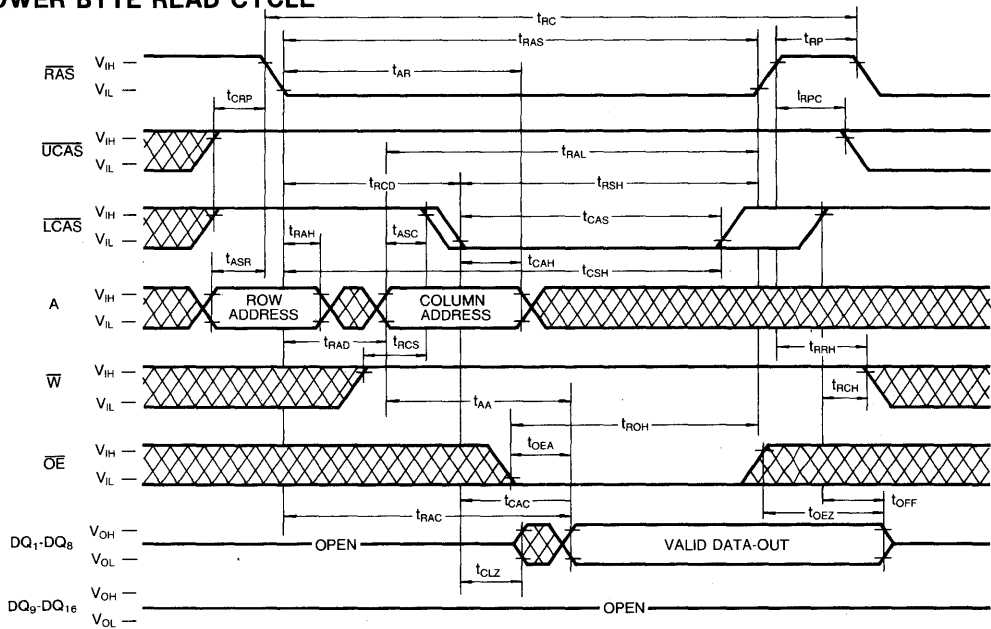 OWER BYTE READ CYCLE
tRC
tRAS
tRP
tAR
RAS
VIH
VIL
tCRP
tRPC
UCAS
VIH
VIL
tRAL
tRCD
tRSH
LCAS
VIH
VIL
tCAS
tRAH
tASC
tCAH
tASR
tCSH
A
VIH
VIL
ROW
ADDRESS
COLUMN
ADDRESS
tRAD
tRCS
tRRH
W
VIH
VIL
tRCH
tAA
tROH
OE
VIH
VIL
tOEA
tCAC
tOFF
tRAC
tOEZ
DQ1-DQ8
VOH
VOL
OPEN
VALID DATA-OUT
tCLZ
DQ9-DQ16
VOH
VOL
OPEN